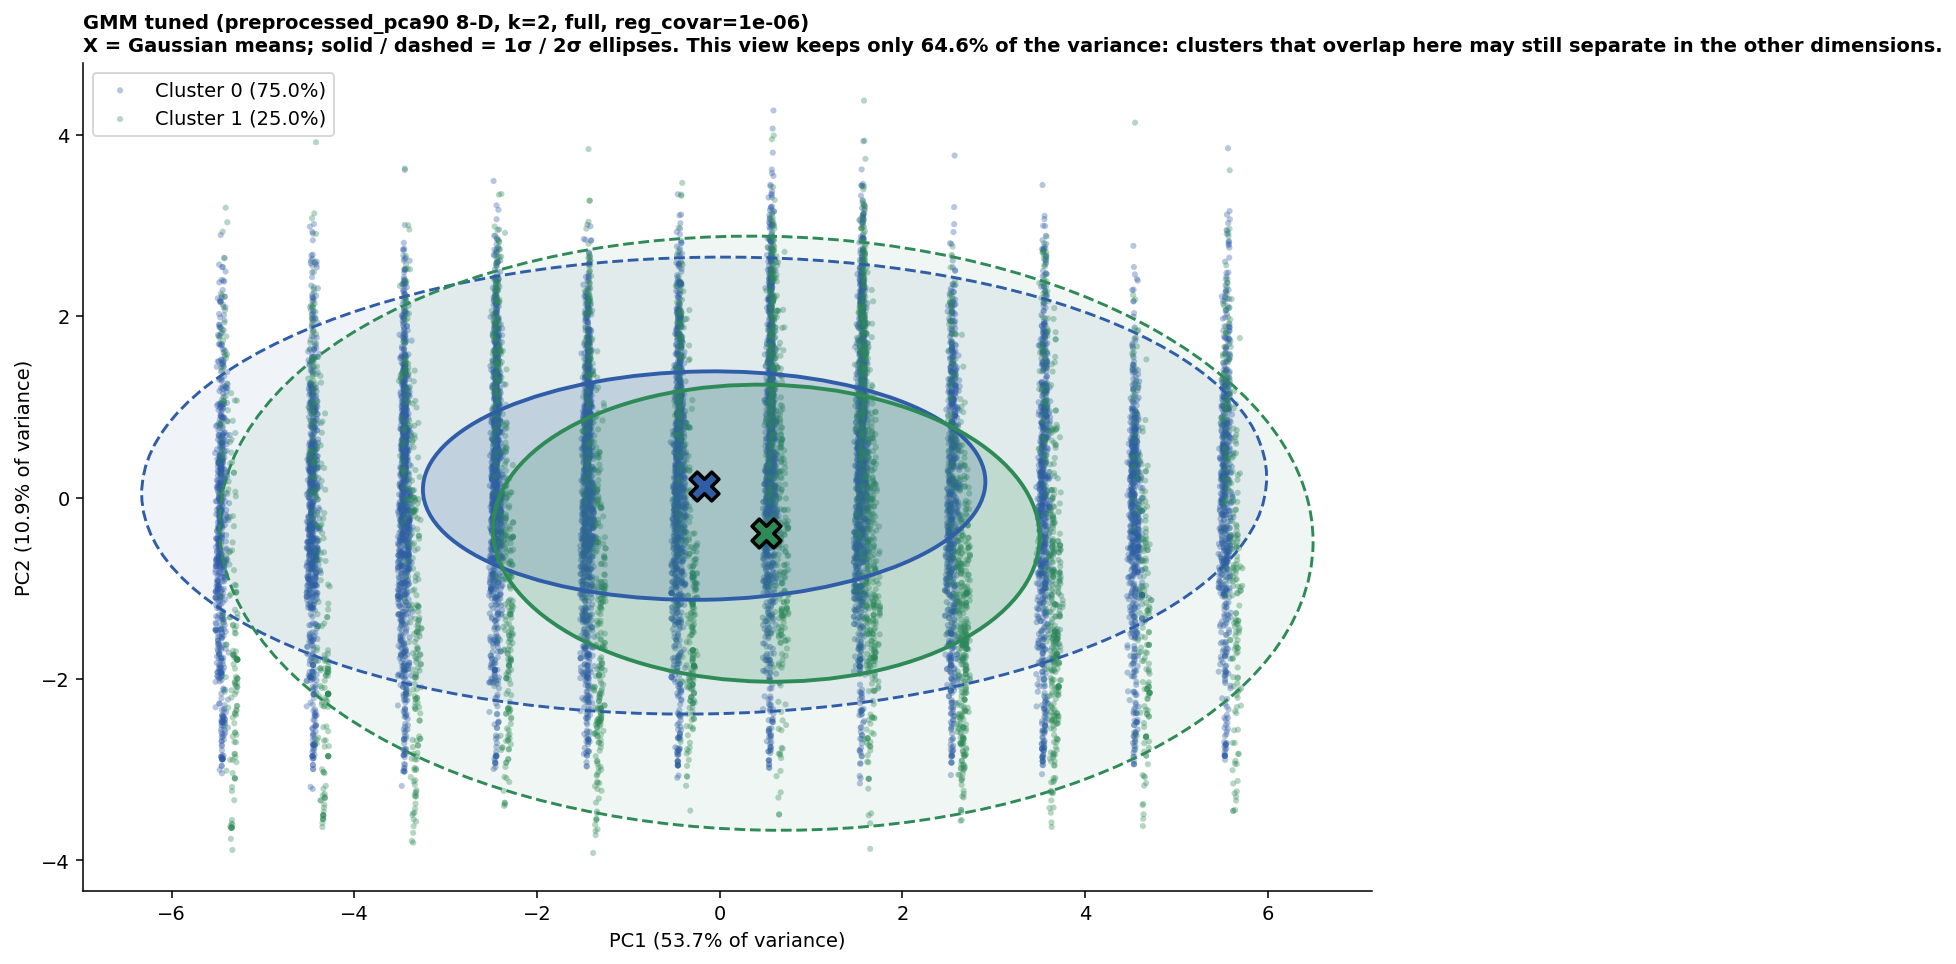 GMM tuned (preprocessed_pca90 8-D, k=2, full, reg_covar=1e-06)
X = Gaussian means; solid / dashed = 1σ / 2σ ellipses. This view keeps only 64.6% of the variance: clusters that overlap here may still separate in the other dimensions.
Cluster 0 (75.0%)
Cluster 1 (25.0%)
4
2
0
−2
−4
PC2 (10.9% of variance)
−6 −4 −2 0 2 4 6
PC1 (53.7% of variance)